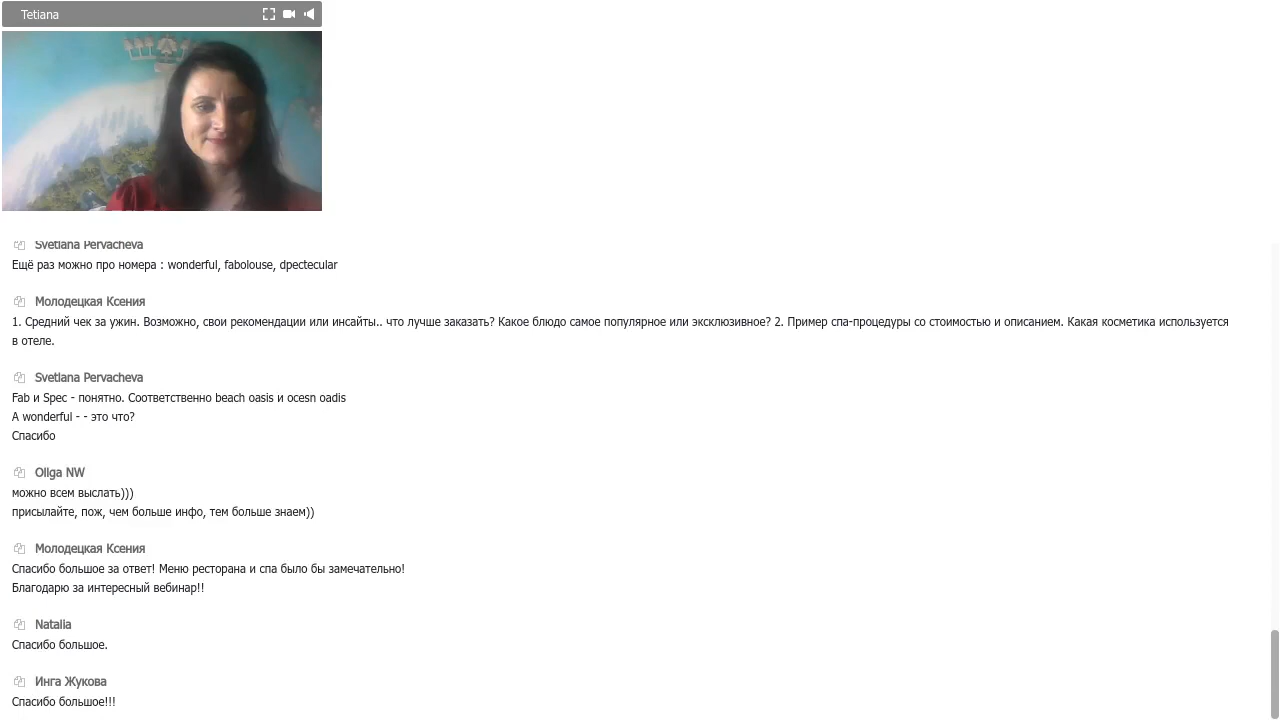 Tetiana
Svetlana Pervacheva
Ещё раз можно про номера : wonderful, fabolouse, dpectecular
Молодецкая Ксения
1. Средний чек за ужин. Возможно, свои рекомендации или инсайты.. что лучше заказать? Какое блюдо самое популярное или эксклюзивное? 2. Пример спа-процедуры со стоимостью и описанием. Какая косметика используется
в отеле.
Svetlana Pervacheva
Fab и Spec - понятно. Соответственно beach oasis и ocesn oadis
A wonderful - - это что?
Спасибо
Ollga NW
можно всем выслать)))
присылайте, пож, чем больше инфо, тем больше знаем))
Молодецкая Ксения
Спасибо большое за ответ! Меню ресторана и спа было бы замечательно!
Благодарю за интересный вебинар!!
Natalia
Спасибо большое.
Инга Жукова
Спасибо большое!!!